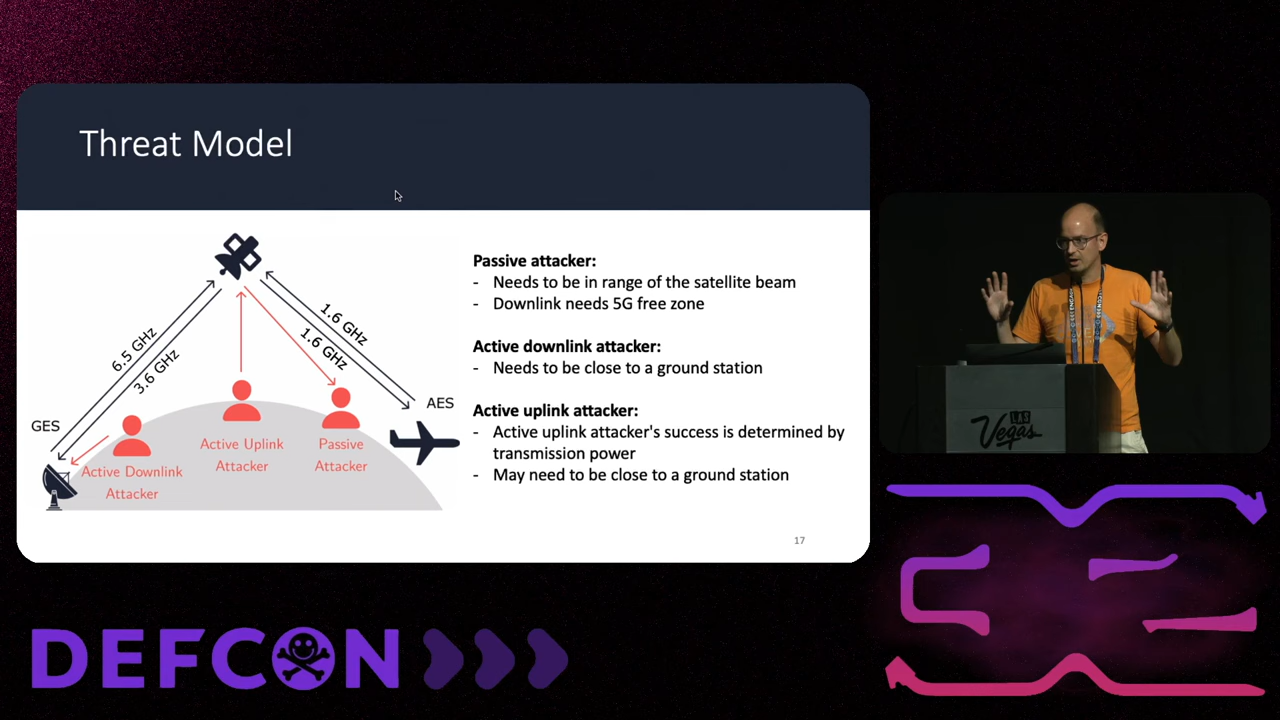 Threat Model
6.5 GHz
3.6 GHz
1.6 GHz
1.6 GHz
GES
AES
Active Downlink
Attacker
Active Uplink
Attacker
Passive
Attacker
Passive attacker:
- Needs to be in range of the satellite beam
- Downlink needs 5G free zone
Active downlink attacker:
- Needs to be close to a ground station
Active uplink attacker:
- Active uplink attacker's success is determined by
transmission power
- May need to be close to a ground station
17
LAS
Vegas
DEFCON